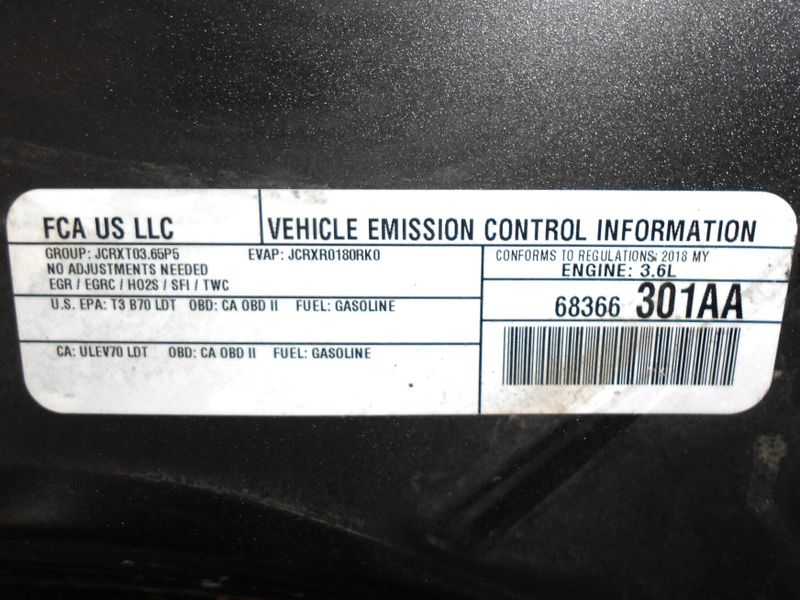 FCA US LLC
VEHICLE EMISSION CONTROL INFORMATION
GROUP: JCRXT03.65P5 EVAP: JCRXR0180RK0
NO ADJUSTMENTS NEEDED
EGR / EGRC / HO2S / SFI / TWC
CONFORMS TO REGULATIONS: 2018 MY
ENGINE: 3.6L
U.S. EPA: T3 B70 LDT OBD: CA OBD II FUEL: GASOLINE
68366 301AA
CA: ULEV70 LDT OBD: CA OBD II FUEL: GASOLINE